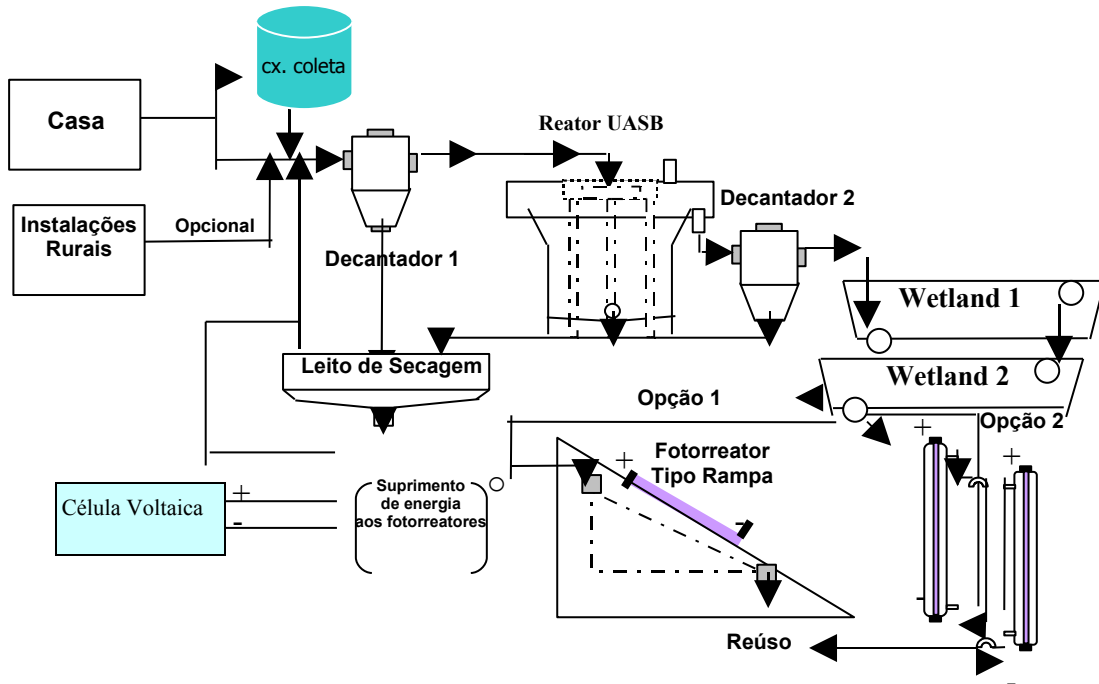 cx. coleta
Casa
Reator UASB
Instalações
Rurais
Opcional
Decantador 1
Decantador 2
Wetland 1
Leito de Secagem
Wetland 2
Opção 1
Opção 2
+
+
Fotorreator
Tipo Rampa
+
-
Célula Voltaica
+
-
Suprimento
de energia
aos fotorreatores
-
Reúso
-